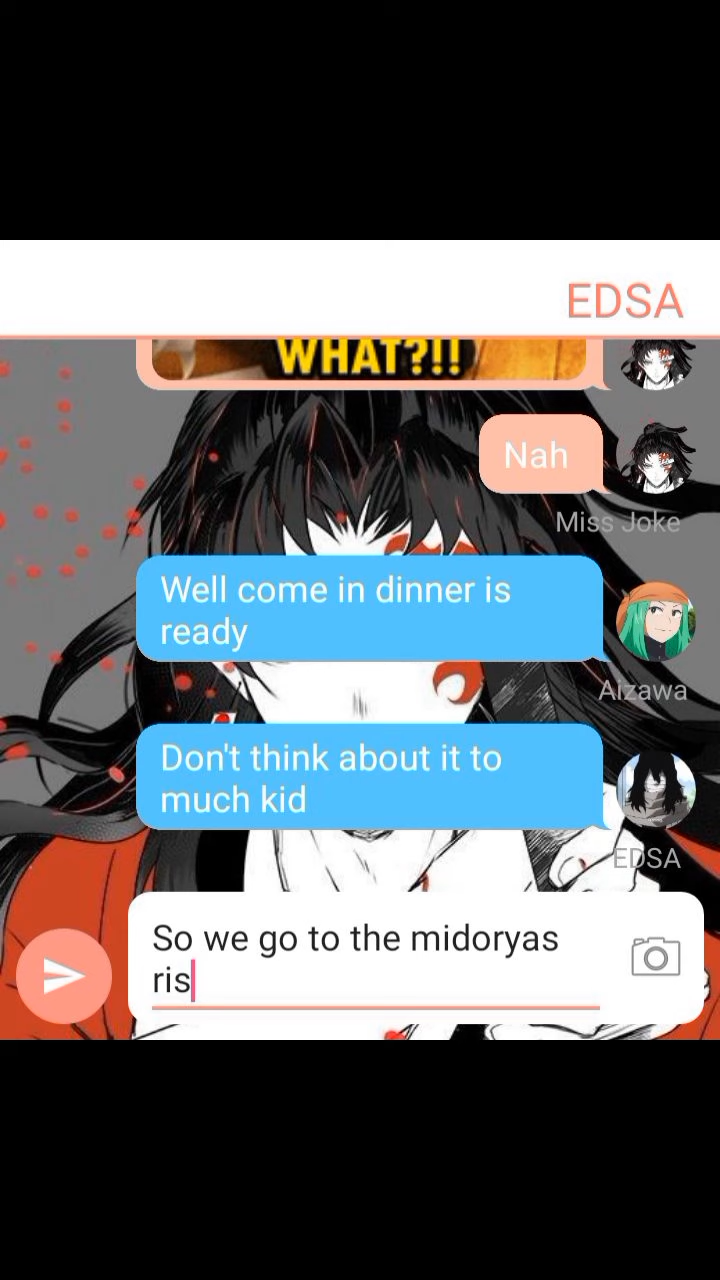 EDSA
WHAT?!!
Nah
Miss Joke
Well come in dinner is
ready
Aizawa
Don't think about it to
much kid
EDSA
So we go to the midoryas
ris